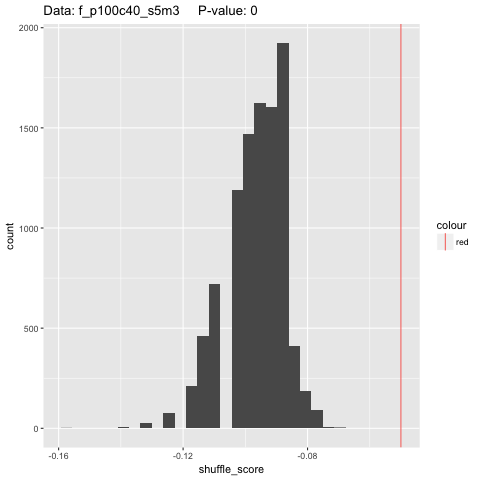 Data: f_p100c40_s5m3 P-value: 0
2000
1500
1000
500
0
count
-0.16 -0.12 -0.08
shuffle_score
colour
red